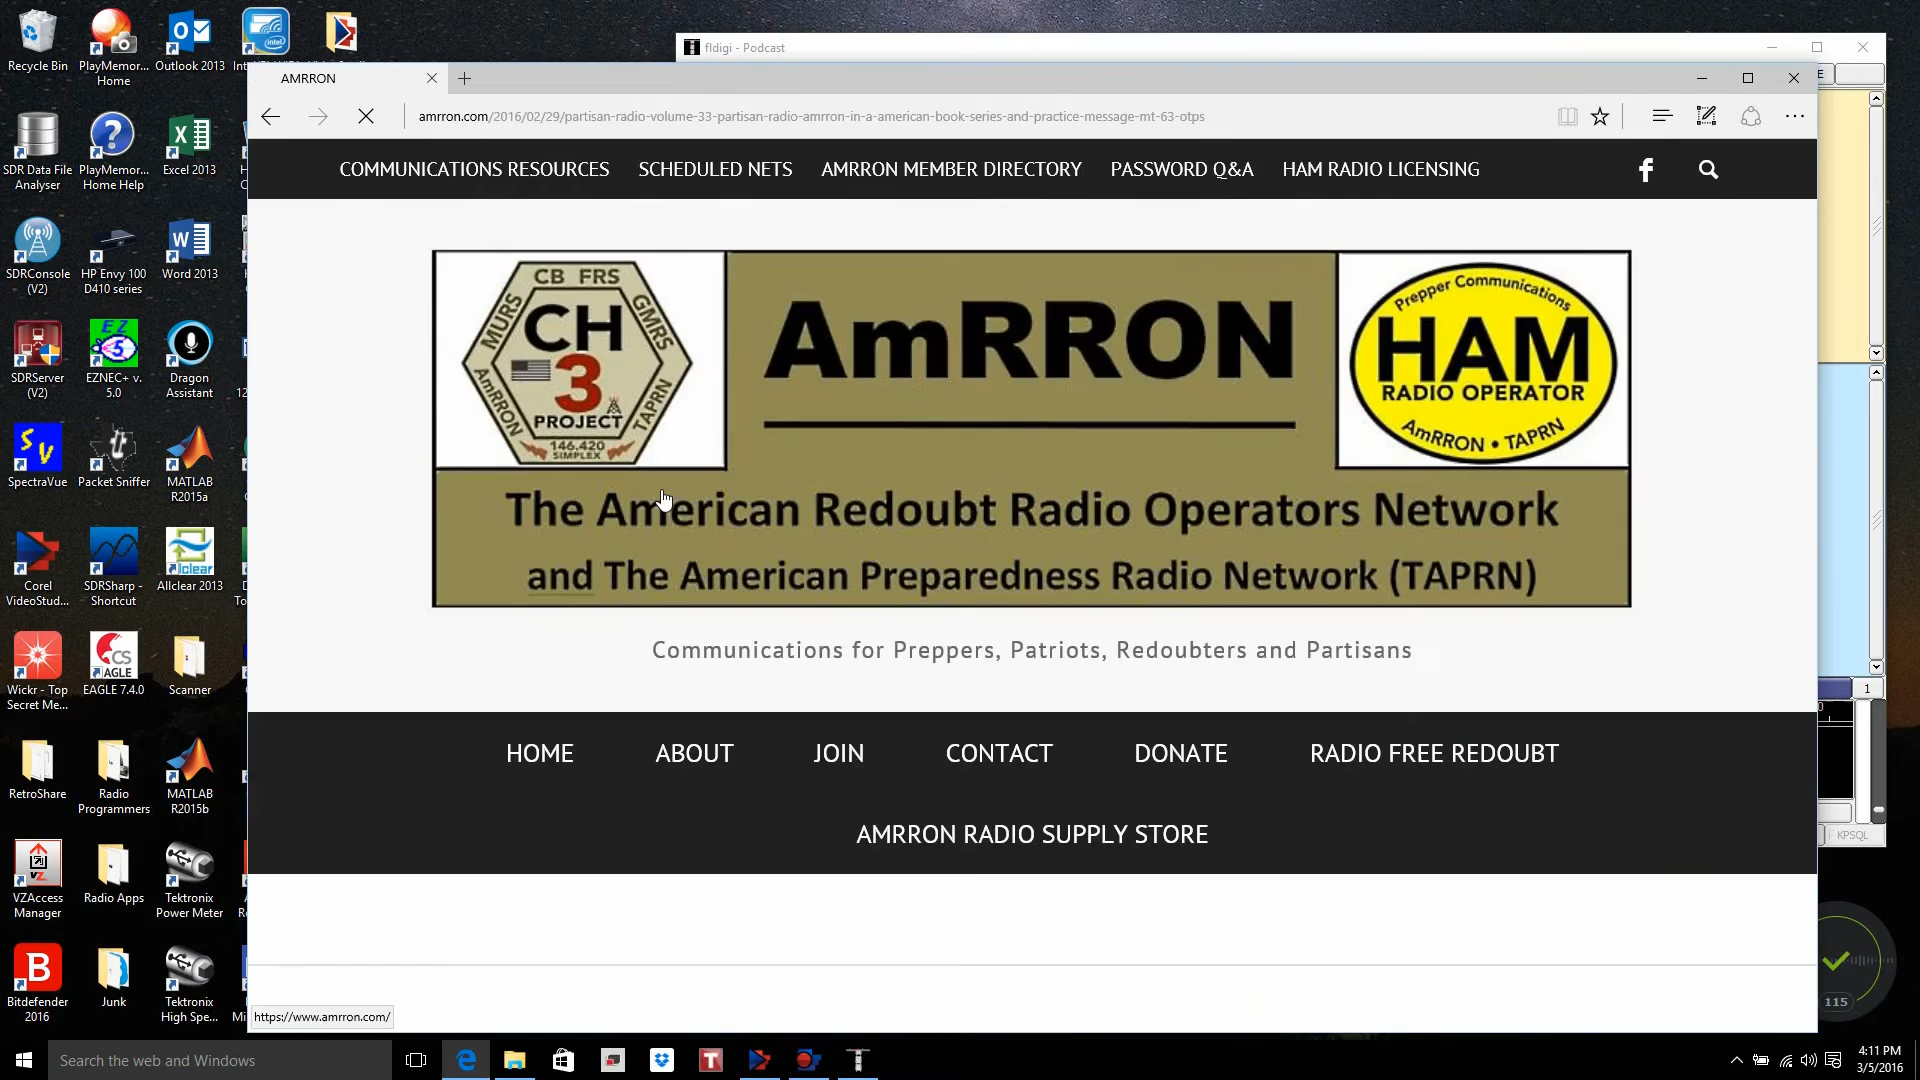 Recycle Bin
PlayMemor...
Home
Outlook 2013
fldigi - Podcast
AMRRON
amrron.com/2016/02/29/partisan-radio-volume-33-partisan-radio-amrron-in-a-american-book-series-and-practice-message-mt-63-otps
COMMUNICATIONS RESOURCES
SCHEDULED NETS
AMRRON MEMBER DIRECTORY
PASSWORD Q&A
HAM RADIO LICENSING
SDR Data File
Analyser
PlayMemor...
Home Help
Excel 2013
SDRConsole
(V2)
HP Envy 100
D410 series
Word 2013
SDRServer
(V2)
EZNEC+ v.
5.0
Dragon
Assistant
SpectraVue
Packet Sniffer
MATLAB
R2015a
Corel
VideoStud...
SDRSharp -
Shortcut
Allclear 2013
Wickr - Top
Secret Me...
EAGLE 7.4.0
Scanner
RetroShare
Radio
Programmers
MATLAB
R2015b
VZAccess
Manager
Radio Apps
Tektronix
Power Meter
Bitdefender
2016
Junk
Tektronix
High Spe...
CB FRS
MURS
GMRS
CH
3
PROJECT
AmRRON
TAPRN
146.420
SIMPLEX
AmRRON
Prepper Communications
HAM
RADIO OPERATOR
AmRRON • TAPRN
The American Redoubt Radio Operators Network
and The American Preparedness Radio Network (TAPRN)
Communications for Preppers, Patriots, Redoubters and Partisans
HOME
ABOUT
JOIN
CONTACT
DONATE
RADIO FREE REDOUBT
AMRRON RADIO SUPPLY STORE
1
KPSQL
115
https://www.amrron.com/
Search the web and Windows
4:11 PM
3/5/2016